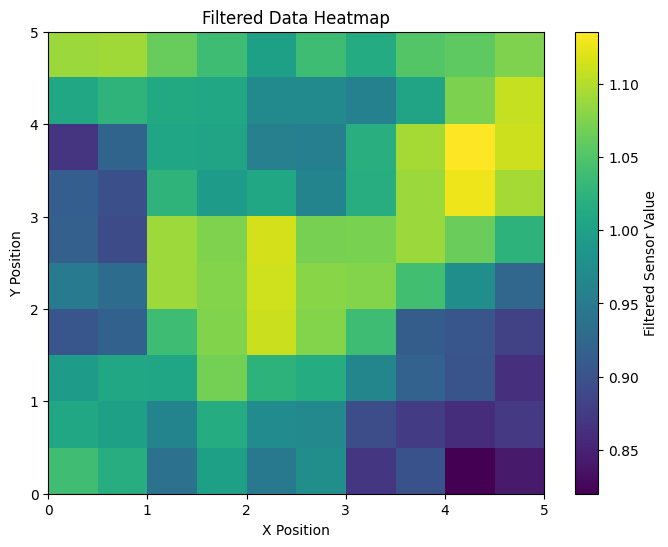 Filtered Data Heatmap
5
4
3
2
1
0
Y Position
0 1 2 3 4 5
X Position
1.10
1.05
1.00
0.95
0.90
0.85
Filtered Sensor Value